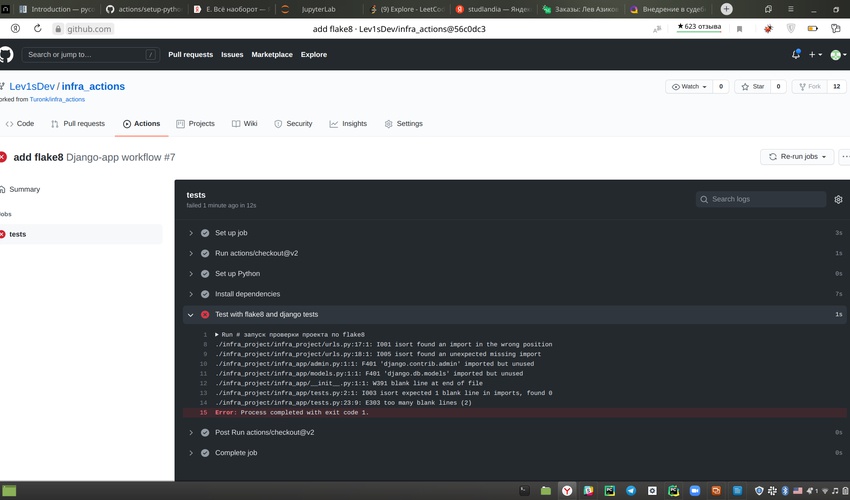 Introduction — русс
actions/setup-pytho
Е. Всё наоборот —
JupyterLab
(9) Explore - LeetCo
studlandia — Яндек
Заказы: Лев Азиков
Внедрение в судеб
github.com
add flake8 · Lev1sDev/infra_actions@56c0dc3
★ 623 отзыва
Search or jump to...
/
Pull requests
Issues
Marketplace
Explore
Lev1sDev / infra_actions
orked from Turonk/infra_actions
Watch
0
Star
0
Fork
12
Code
Pull requests
Actions
Projects
Wiki
Security
Insights
Settings
add flake8 Django-app workflow #7
Re-run jobs
Summary
Jobs
tests
tests
failed 1 minute ago in 12s
Search logs
Set up job 3s
Run actions/checkout@v2 1s
Set up Python 0s
Install dependencies 7s
Test with flake8 and django tests 1s
1 ▶ Run # запуск проверки проекта по flake8
8 ./infra_project/infra_project/urls.py:17:1: I001 isort found an import in the wrong position
9 ./infra_project/infra_project/urls.py:18:1: I005 isort found an unexpected missing import
10 ./infra_project/infra_app/admin.py:1:1: F401 'django.contrib.admin' imported but unused
11 ./infra_project/infra_app/models.py:1:1: F401 'django.db.models' imported but unused
12 ./infra_project/infra_app/__init__.py:1:1: W391 blank line at end of file
13 ./infra_project/infra_app/tests.py:2:1: I003 isort expected 1 blank line in imports, found 0
14 ./infra_project/infra_app/tests.py:23:9: E303 too many blank lines (2)
15 Error: Process completed with exit code 1.
Post Run actions/checkout@v2 0s
Complete job 0s